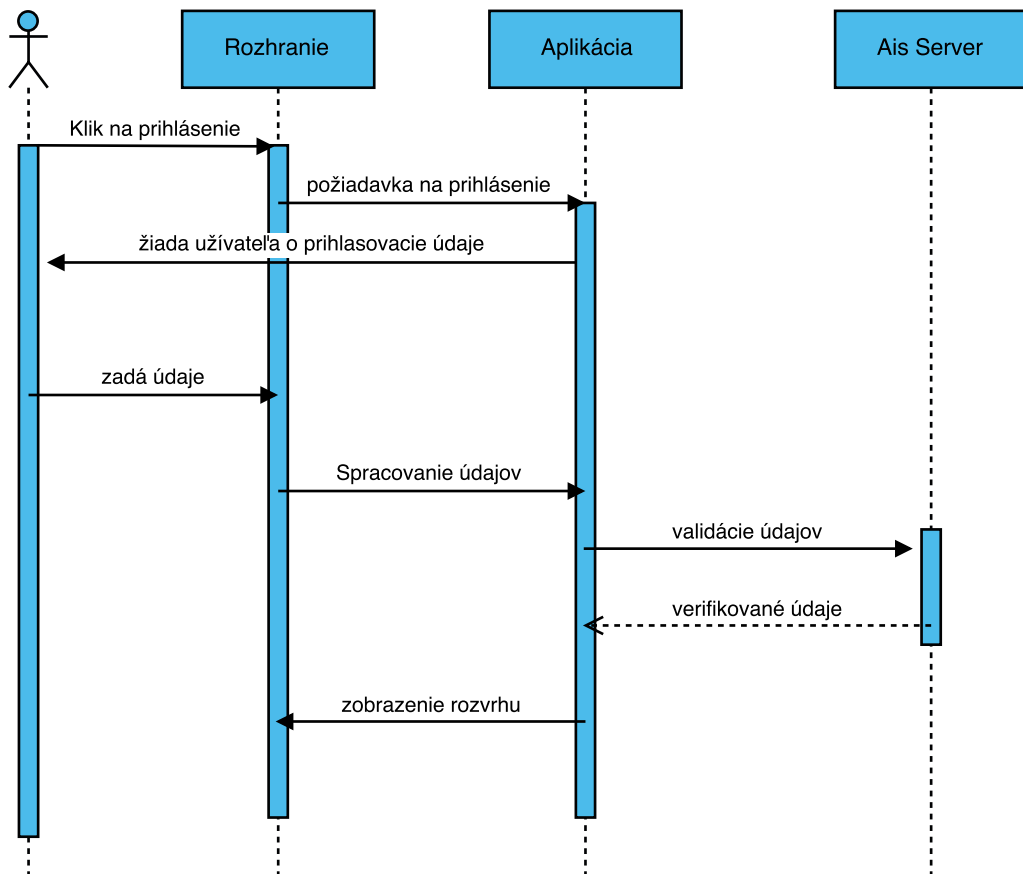 Rozhranie
Aplikácia
Ais Server
Klik na prihlásenie
požiadavka na prihlásenie
žiada užívateľa o prihlasovacie údaje
zadá údaje
Spracovanie údajov
validácie údajov
verifikované údaje
zobrazenie rozvrhu